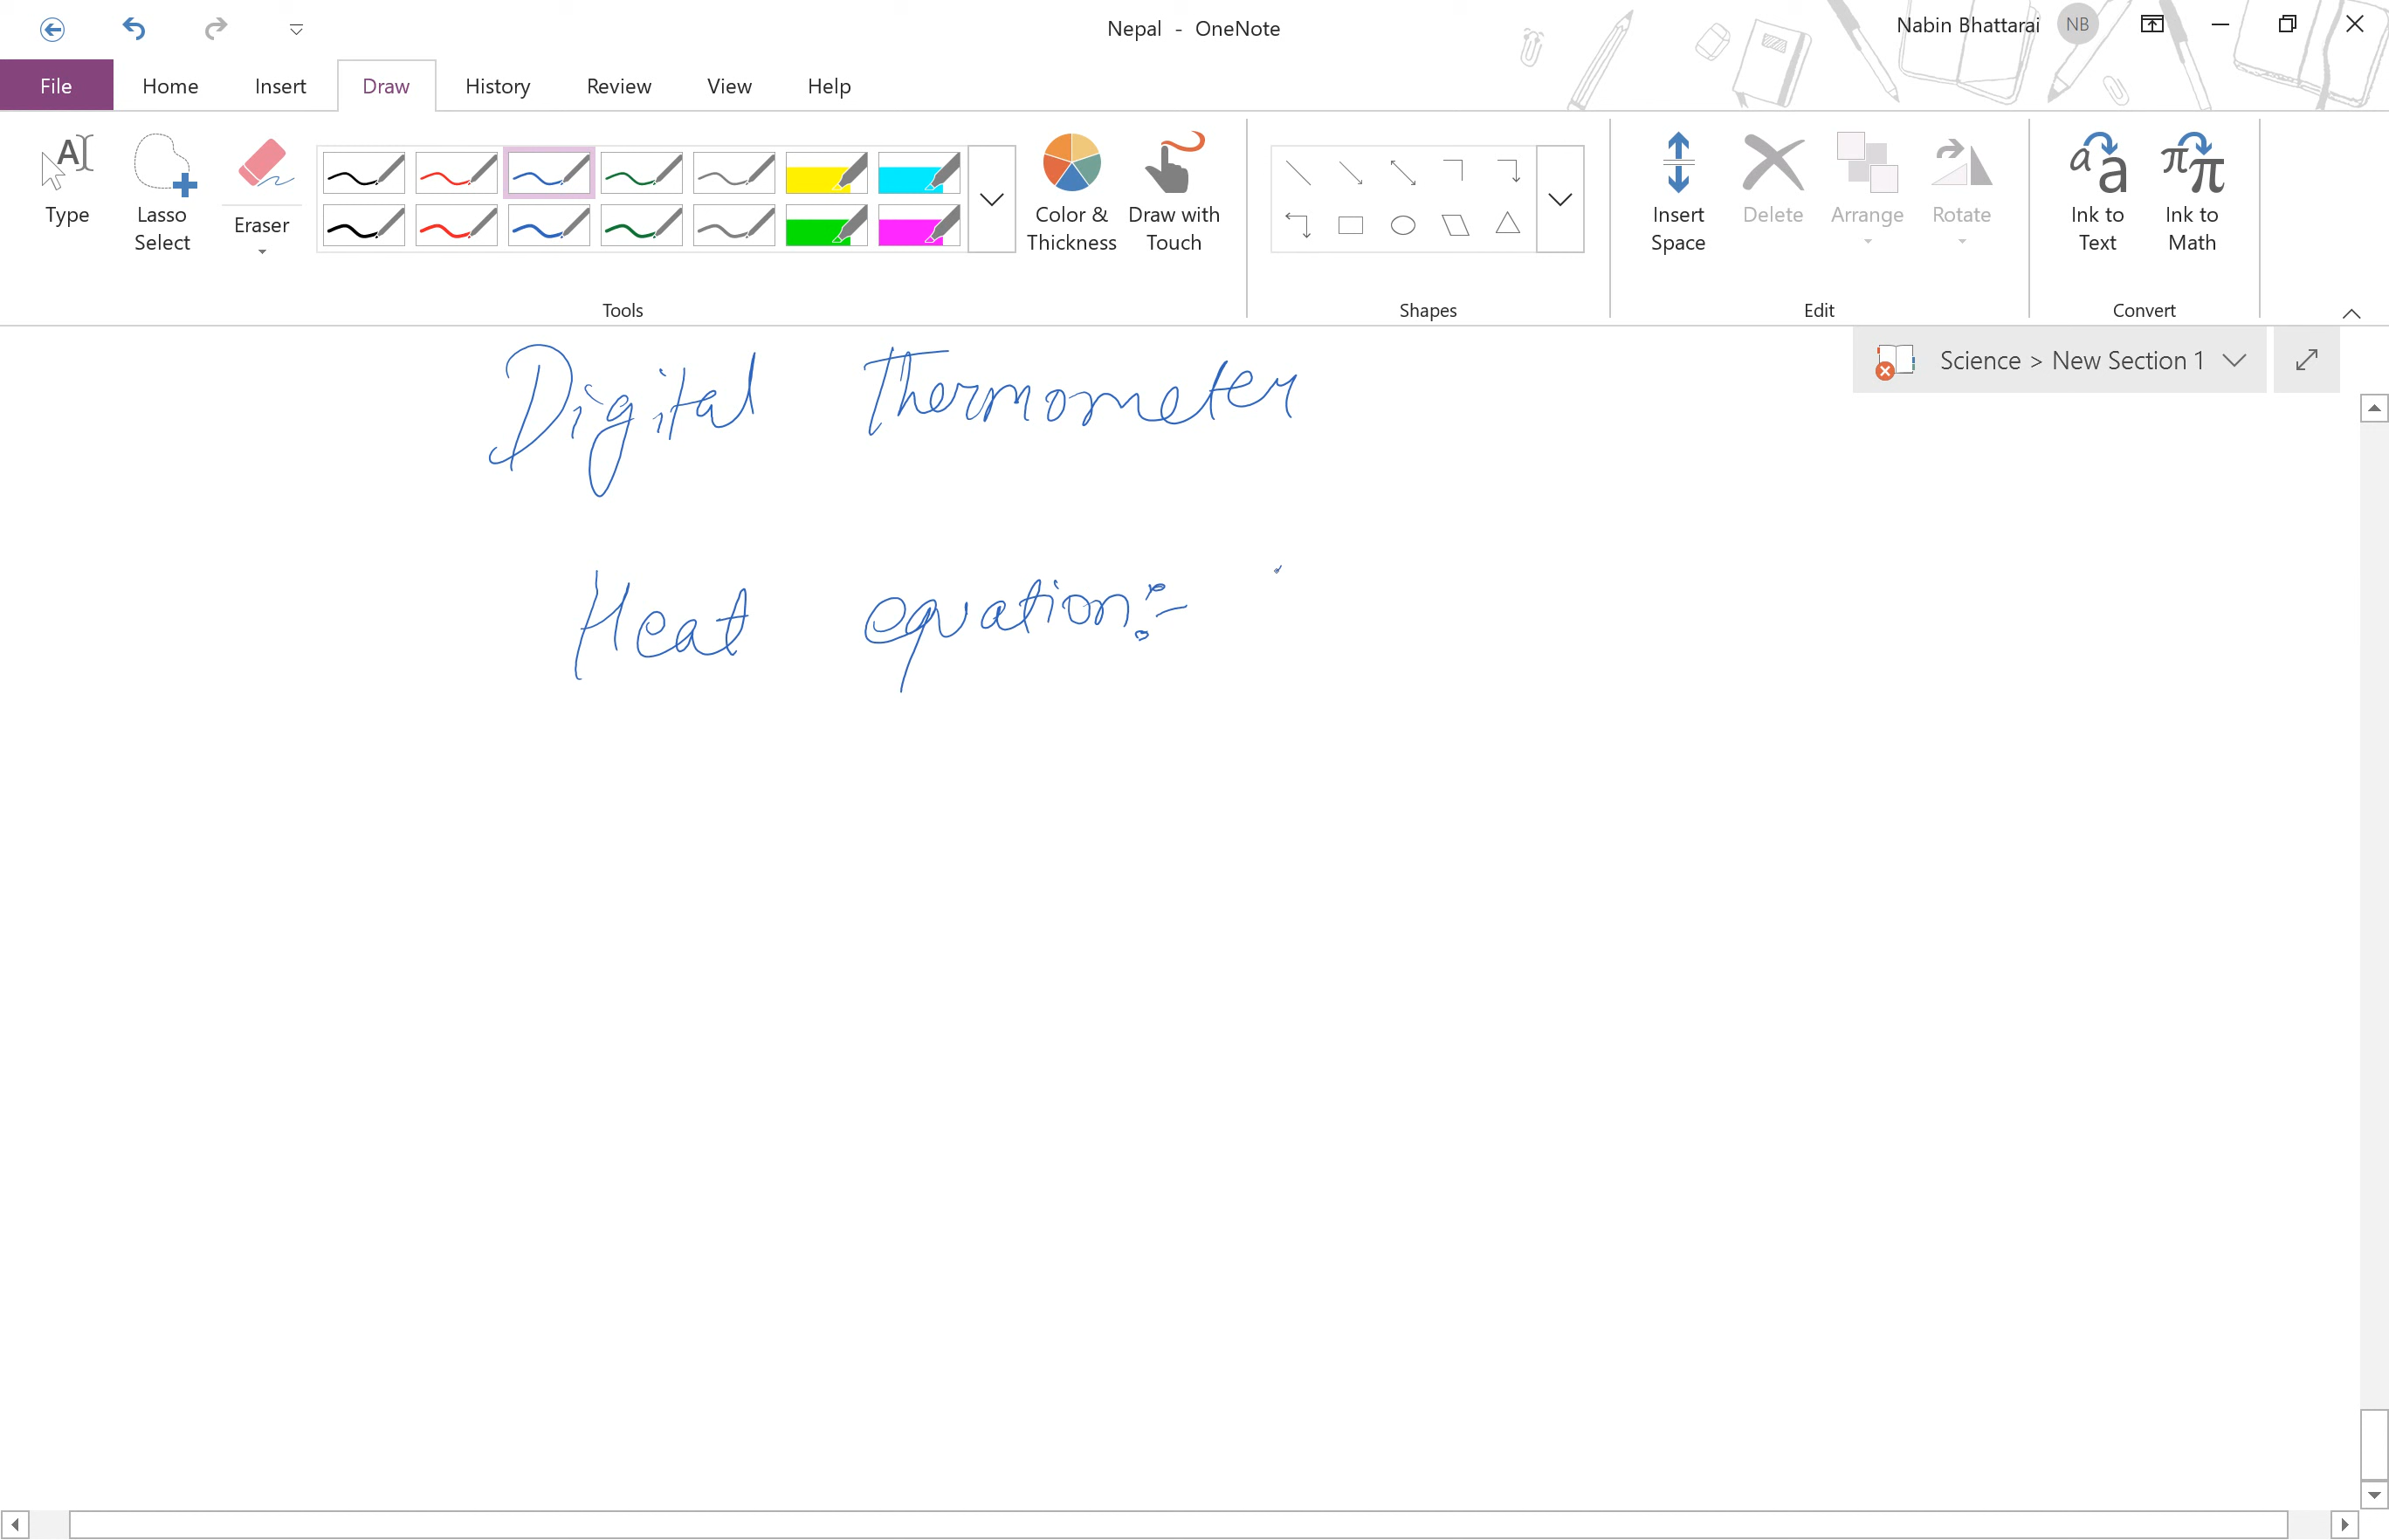 Nepal - OneNote
Nabin Bhattarai NB
File Home Insert Draw History Review View Help
Type
Lasso Select
Eraser
Color & Thickness
Draw with Touch
Insert Space
Delete
Arrange
Rotate
Ink to Text
Ink to Math
Tools Shapes Edit Convert
Science > New Section 1
Digital Thermometer
Heat equation:-